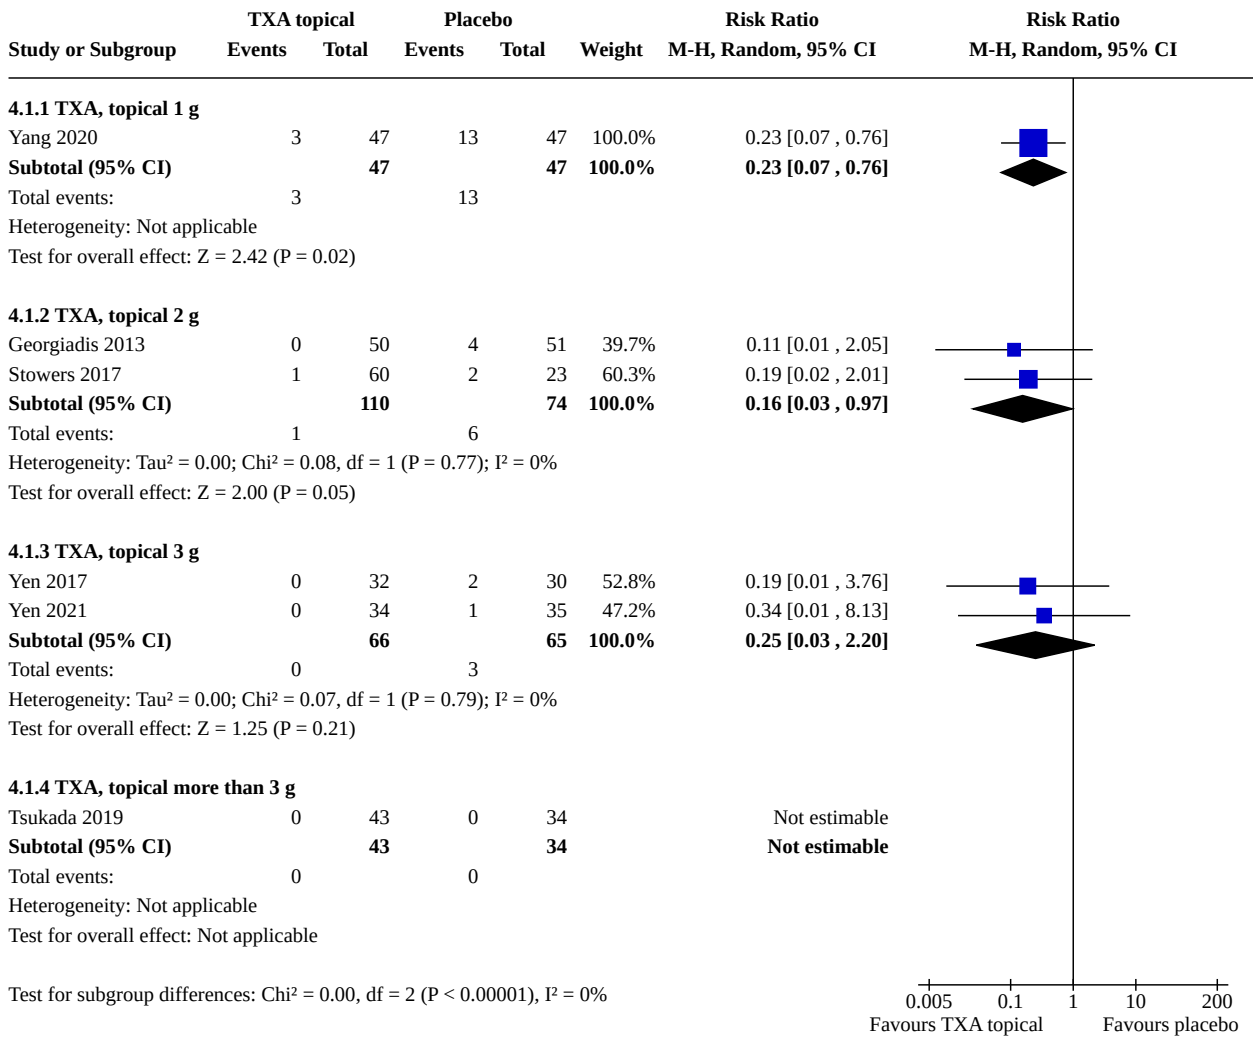 TXA topical Placebo Risk Ratio Risk Ratio
Study or Subgroup Events Total Events Total Weight M-H, Random, 95% CI M-H, Random, 95% CI
4.1.1 TXA, topical 1 g
Yang 2020 3 47 13 47 100.0% 0.23 [0.07 , 0.76]
Subtotal (95% CI) 47 47 100.0% 0.23 [0.07 , 0.76]
Total events: 3 13
Heterogeneity: Not applicable
Test for overall effect: Z = 2.42 (P = 0.02)
4.1.2 TXA, topical 2 g
Georgiadis 2013 0 50 4 51 39.7% 0.11 [0.01 , 2.05]
Stowers 2017 1 60 2 23 60.3% 0.19 [0.02 , 2.01]
Subtotal (95% CI) 110 74 100.0% 0.16 [0.03 , 0.97]
Total events: 1 6
Heterogeneity: Tau² = 0.00; Chi² = 0.08, df = 1 (P = 0.77); I² = 0%
Test for overall effect: Z = 2.00 (P = 0.05)
4.1.3 TXA, topical 3 g
Yen 2017 0 32 2 30 52.8% 0.19 [0.01 , 3.76]
Yen 2021 0 34 1 35 47.2% 0.34 [0.01 , 8.13]
Subtotal (95% CI) 66 65 100.0% 0.25 [0.03 , 2.20]
Total events: 0 3
Heterogeneity: Tau² = 0.00; Chi² = 0.07, df = 1 (P = 0.79); I² = 0%
Test for overall effect: Z = 1.25 (P = 0.21)
4.1.4 TXA, topical more than 3 g
Tsukada 2019 0 43 0 34 Not estimable
Subtotal (95% CI) 43 34 Not estimable
Total events: 0 0
Heterogeneity: Not applicable
Test for overall effect: Not applicable
Test for subgroup differences: Chi² = 0.00, df = 2 (P < 0.00001), I² = 0%
0.005 0.1 1 10 200
Favours TXA topical Favours placebo